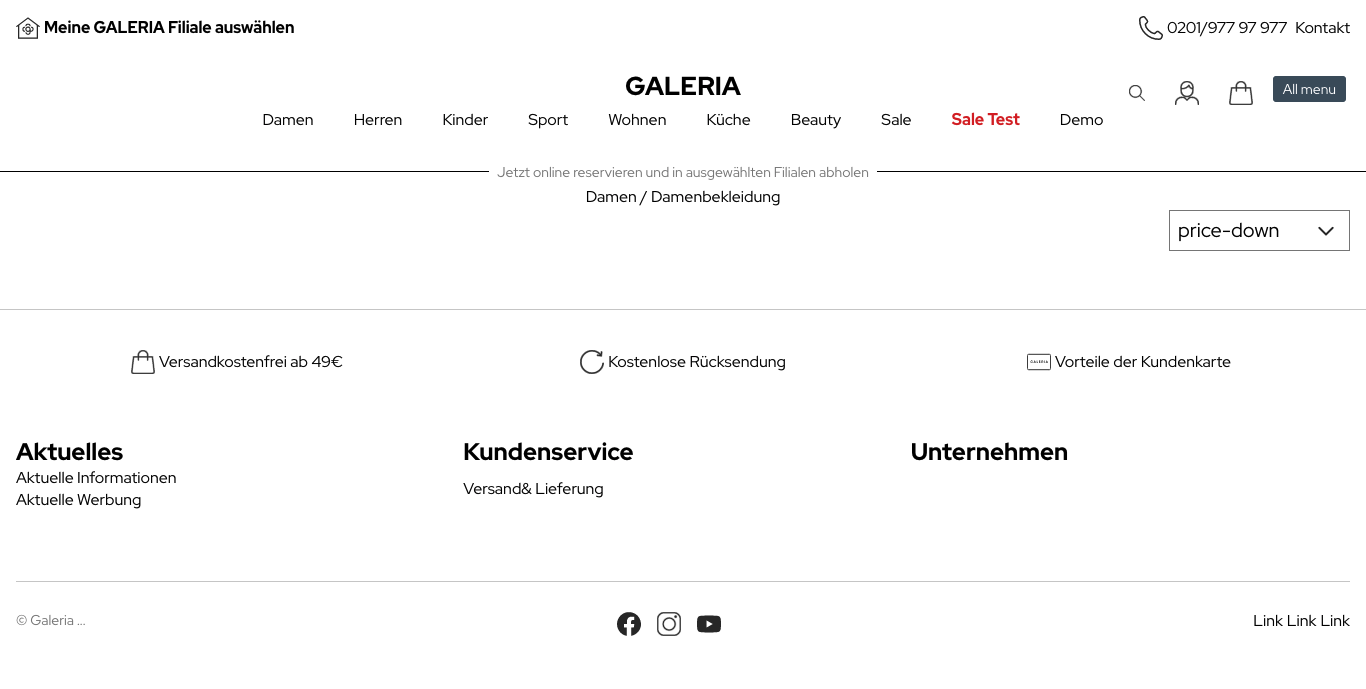 Meine GALERIA Filiale auswählen
0201/977 97 977 Kontakt
GALERIA
All menu
Damen Herren Kinder Sport Wohnen Küche Beauty Sale Sale Test Demo
Jetzt online reservieren und in ausgewählten Filialen abholen
Damen / Damenbekleidung
price-down
Versandkostenfrei ab 49€
Kostenlose Rücksendung
GALERIA
Vorteile der Kundenkarte
Aktuelles
Aktuelle Informationen
Aktuelle Werbung
Kundenservice
Versand& Lieferung
Unternehmen
© Galeria ...
Link Link Link